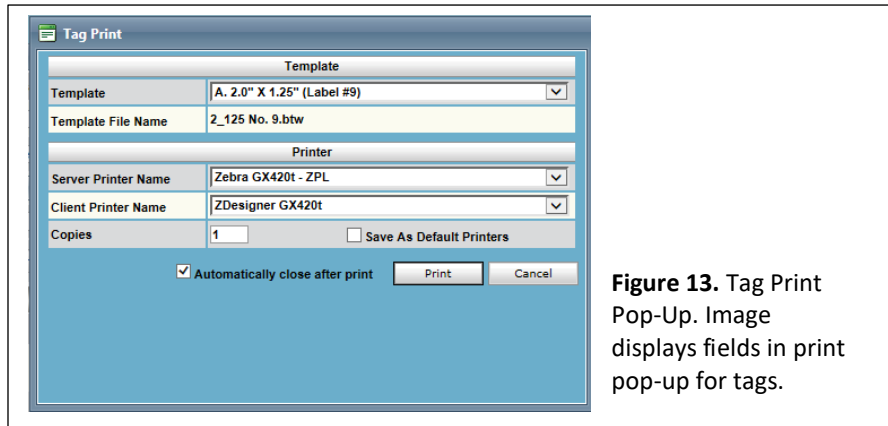 Tag Print
Template
Template A. 2.0" X 1.25" (Label #9)
Template File Name 2_125 No. 9.btw
Printer
Server Printer Name Zebra GX420t - ZPL
Client Printer Name ZDesigner GX420t
Copies 1 Save As Default Printers
Automatically close after print Print Cancel
Figure 13. Tag Print
Pop-Up. Image
displays fields in print
pop-up for tags.